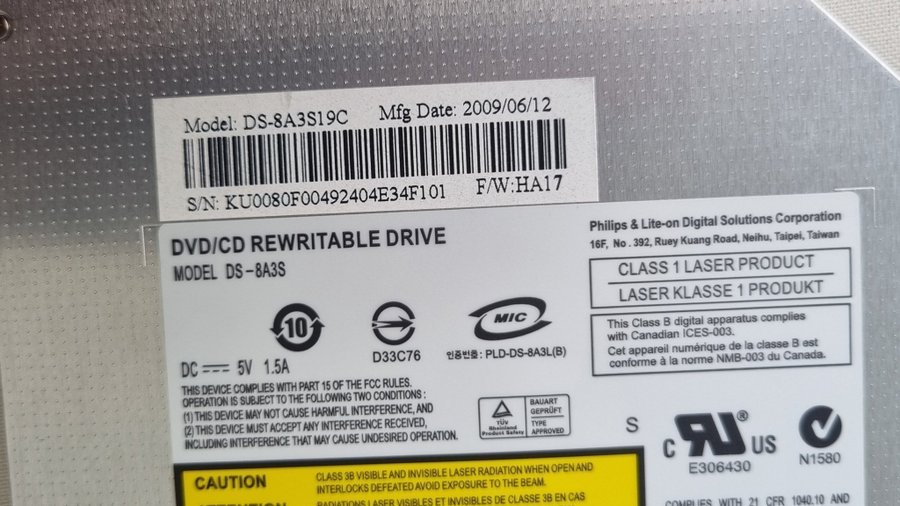 Model: DS-8A3S19C Mfg Date: 2009/06/12
S/N: KU0080F00492404E34F101 F/W:HA17
DVD/CD REWRITABLE DRIVE
MODEL DS-8A3S
Philips & Lite-on Digital Solutions Corporation
16F, No. 392, Ruey Kuang Road, Neihu, Taipei, Taiwan
CLASS 1 LASER PRODUCT
LASER KLASSE 1 PRODUKT
This Class B digital apparatus complies
with Canadian ICES-003.
Cet appareil numérique de la classe B est
conforme à la norme NMB-003 du Canada.
10
D33C76
MIC
인증번호 : PLD-DS-8A3L(B)
DC 5V 1.5A
THIS DEVICE COMPLIES WITH PART 15 OF THE FCC RULES.
OPERATION IS SUBJECT TO THE FOLLOWING TWO CONDITIONS :
(1) THIS DEVICE MAY NOT CAUSE HARMFUL INTERFERENCE, AND
(2) THIS DEVICE MUST ACCEPT ANY INTERFERENCE RECEIVED,
INCLUDING INTERFERENCE THAT MAY CAUSE UNDESIRED OPERATION.
TÜV
Rheinland
Product Safety
BAUART
GEPRÜFT
TYPE
APPROVED
S
c RU ® US
E306430
N1580
CAUTION
CLASS 3B VISIBLE AND INVISIBLE LASER RADIATION WHEN OPEN AND
INTERLOCKS DEFEATED AVOID EXPOSURE TO THE BEAM.
ATTENTION
RADIATIONS LASER VISIBLES ET INVISIBLES DE CLASSE 3B EN CAS
COMPLIES WITH 21 CFR 1040.10 AND